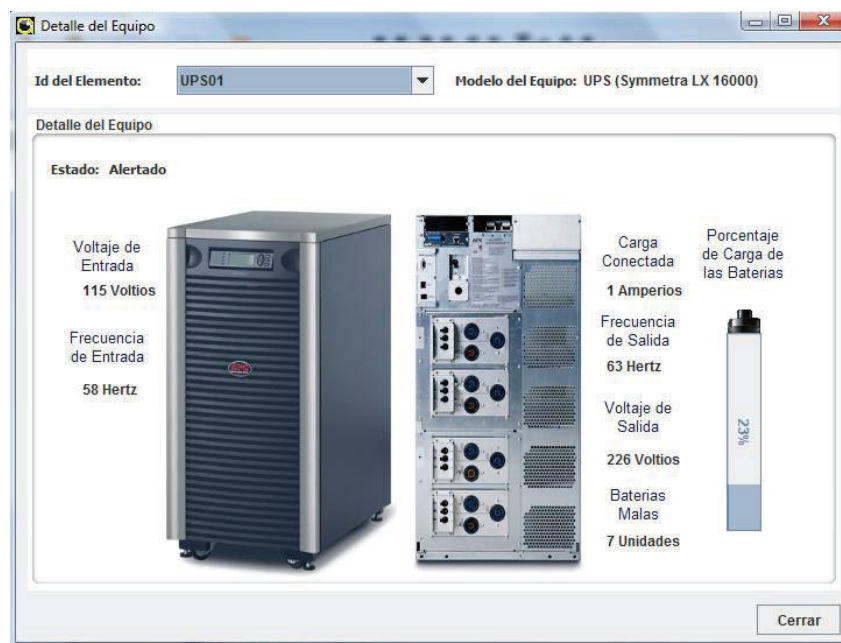 Detalle del Equipo
Id del Elemento: UPS01 Modelo del Equipo: UPS (Symmetra LX 16000)
Detalle del Equipo
Estado: Alertado
Voltaje de
Entrada
115 Voltios
Frecuencia
de Entrada
58 Hertz
APC
Carga
Conectada
1 Amperios
Frecuencia
de Salida
63 Hertz
Voltaje de
Salida
226 Voltios
Baterias
Malas
7 Unidades
Porcentaje
de Carga de
las Baterias
23%
Cerrar